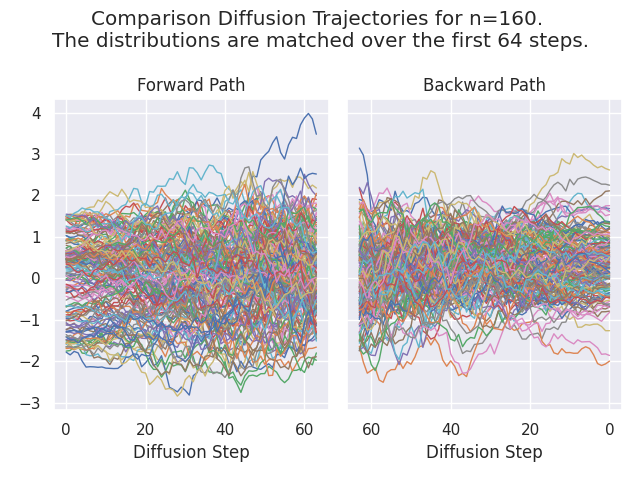 Comparison Diffusion Trajectories for n=160.
The distributions are matched over the first 64 steps.
Forward Path
Backward Path
4
3
2
1
0
−1
−2
−3
0 20 40 60
60 40 20 0
Diffusion Step
Diffusion Step